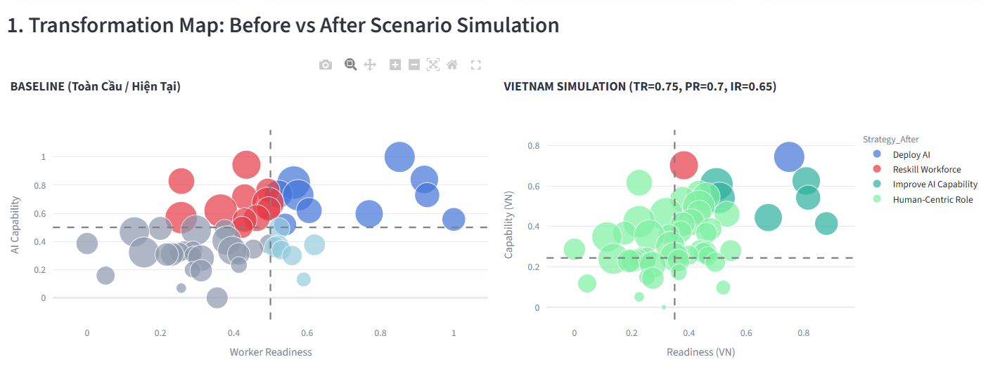 1. Transformation Map: Before vs After Scenario Simulation
BASELINE (Toàn Cầu / Hiện Tại)
AI Capability
1
0.8
0.6
0.4
0.2
0
0
0.2
0.4
0.6
0.8
1
Worker Readiness
VIETNAM SIMULATION (TR=0.75, PR=0.7, IR=0.65)
Capability (VN)
0.8
0.6
0.4
0.2
0
0
0.2
0.4
0.6
0.8
Readiness (VN)
Strategy_After
Deploy AI
Reskill Workforce
Improve AI Capability
Human-Centric Role